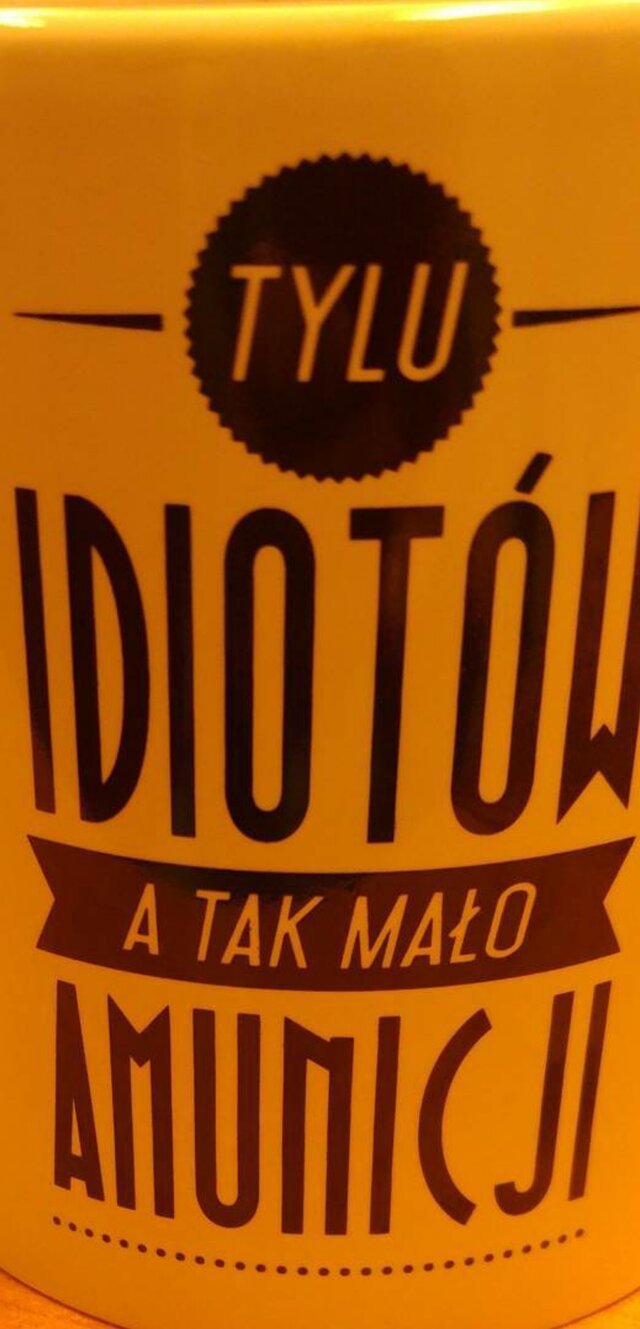 TYLU
IDIOTÓW
A TAK MAŁO
AMUNICJI